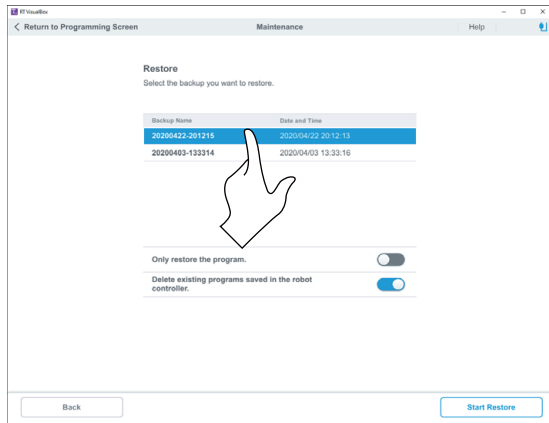 RT VisualBox
Return to Programming Screen
Maintenance
Help
Restore
Select the backup you want to restore.
Backup Name Date and Time
20200422-201215 2020/04/22 20:12:13
20200403-133314 2020/04/03 13:33:16
Only restore the program.
Delete existing programs saved in the robot
controller.
Back
Start Restore